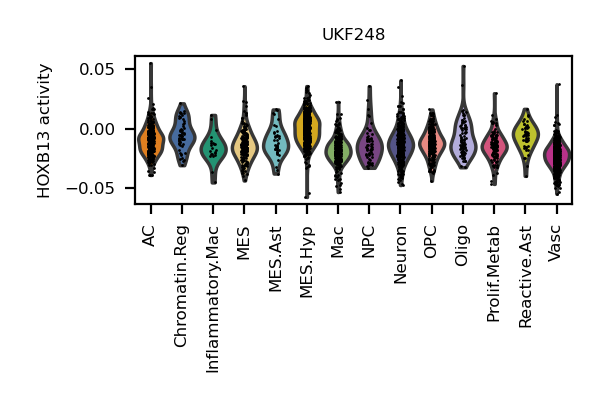 UKF248
HOXB13 activity
0.05
0.00
−0.05
AC
Chromatin.Reg
Inflammatory.Mac
MES
MES.Ast
MES.Hyp
Mac
NPC
Neuron
OPC
Oligo
Prolif.Metab
Reactive.Ast
Vasc